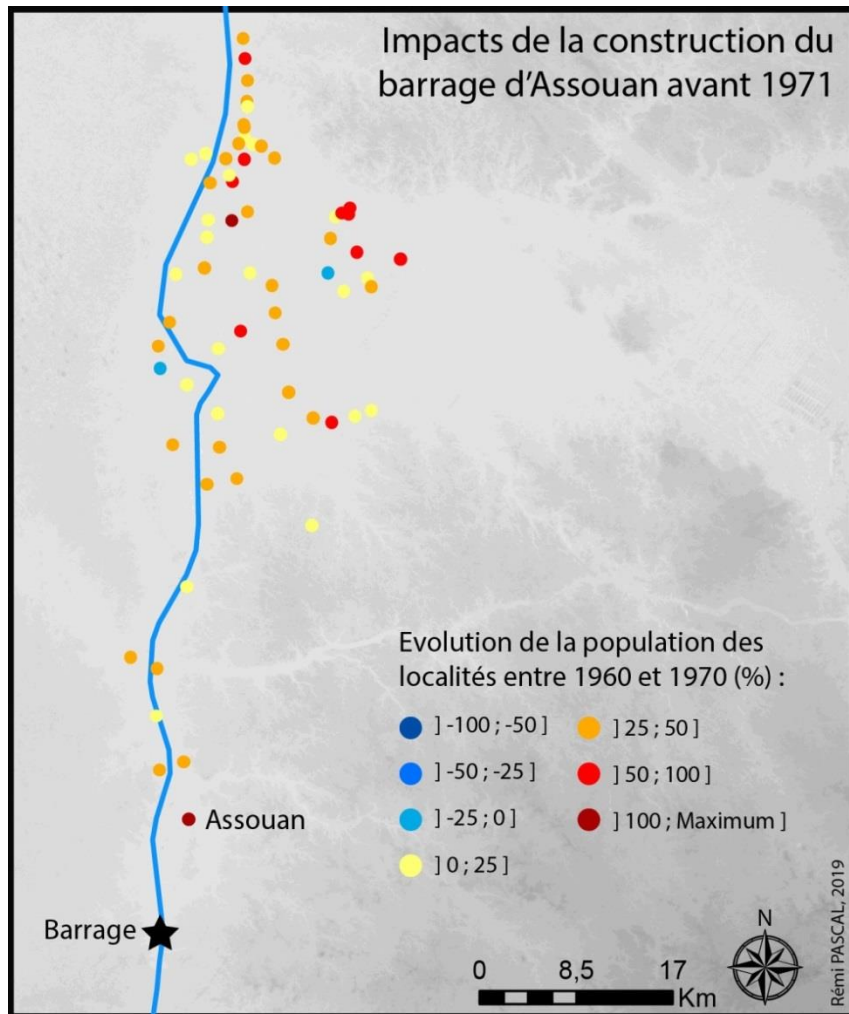 Impacts de la construction du
barrage d'Assouan avant 1971
Evolution de la population des
localités entre 1960 et 1970 (%) :
] -100 ; -50 ]
] -50 ; -25 ]
] -25 ; 0 ]
] 0 ; 25 ]
] 25 ; 50 ]
] 50 ; 100 ]
] 100 ; Maximum ]
Assouan
Barrage
N
0 8,5 17
Km
Rémi PASCAL, 2019